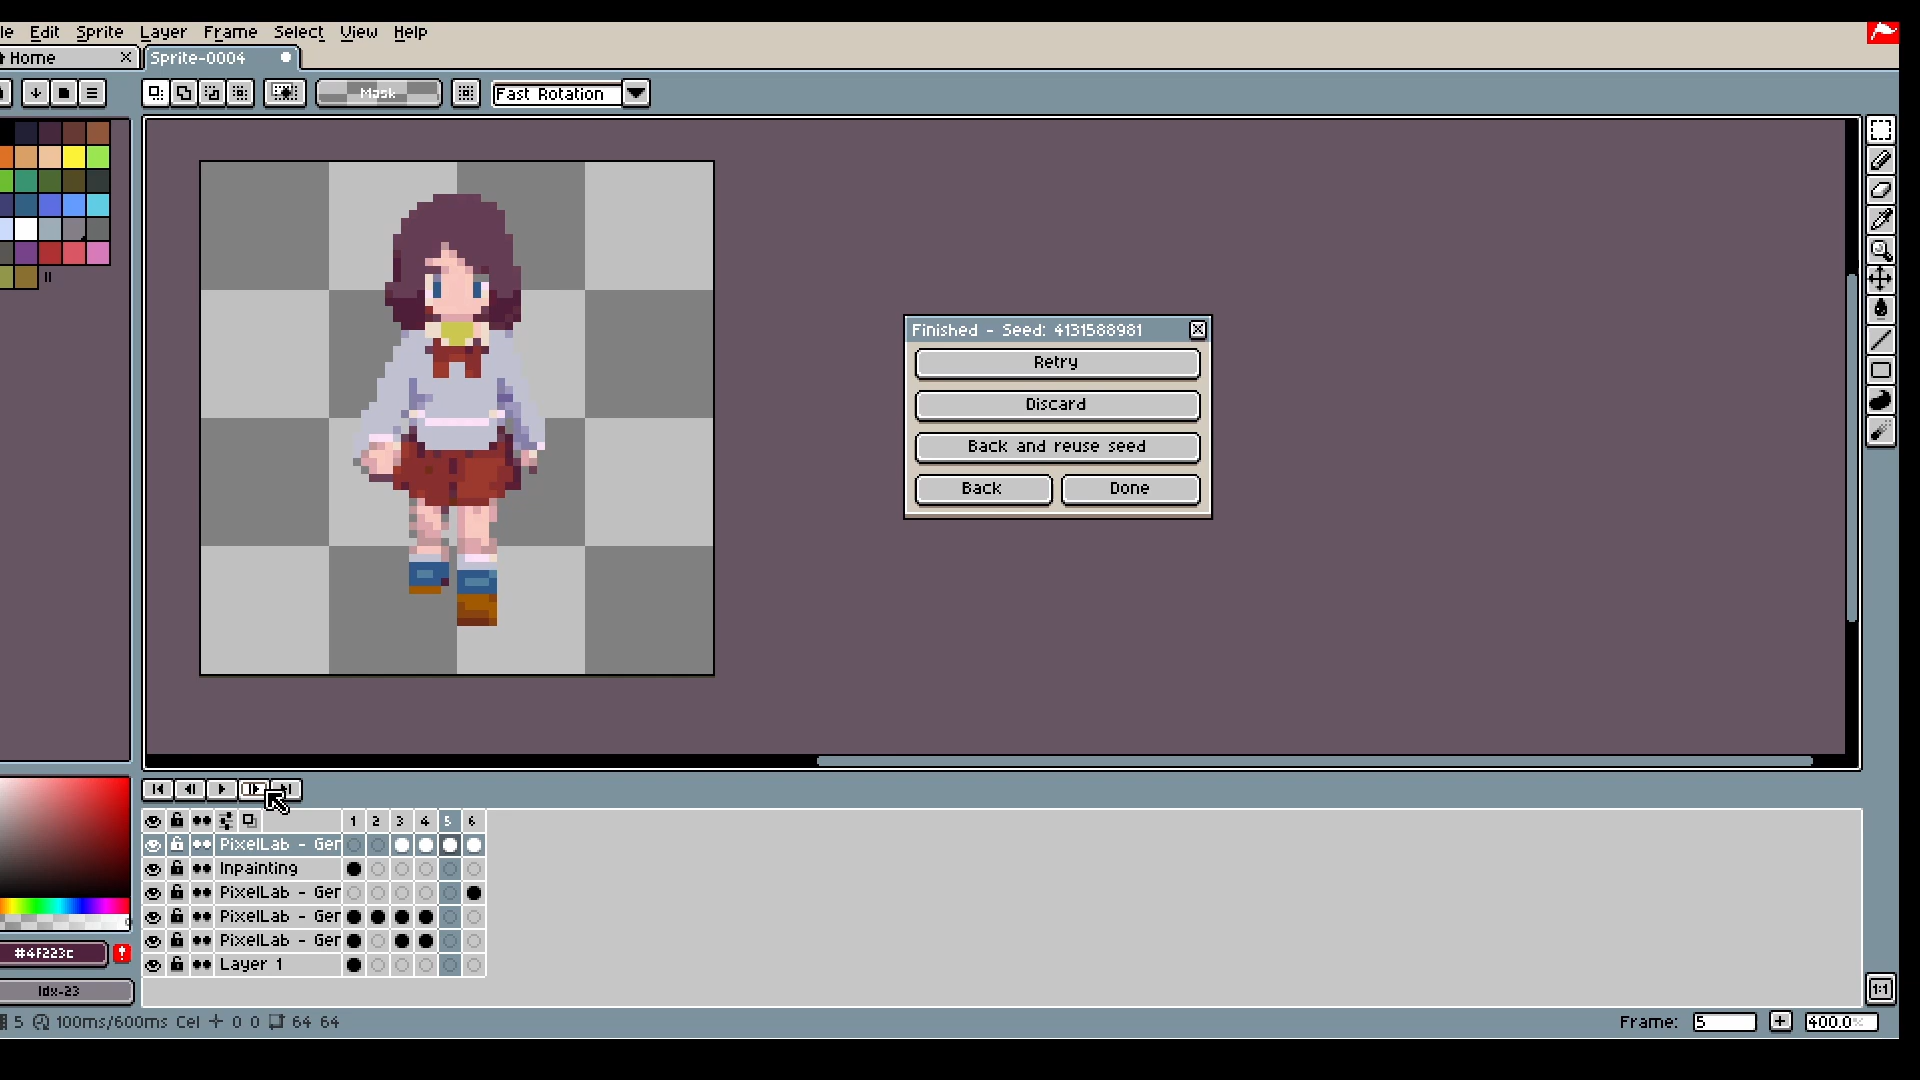 le Edit Sprite Layer Frame Select View Help
Home
Sprite-0004
Mask
Fast Rotation
Finished - Seed: 4131588981
Retry
Discard
Back and reuse seed
Back
Done
1 2 3 4 5 6
PixelLab - Ger
Inpainting
PixelLab - Ger
PixelLab - Ger
PixelLab - Ger
Layer 1
#4f223c
Idx-23
1:1
5 100ms/600ms Cel 0 0 64 64
Frame: 5
400.0